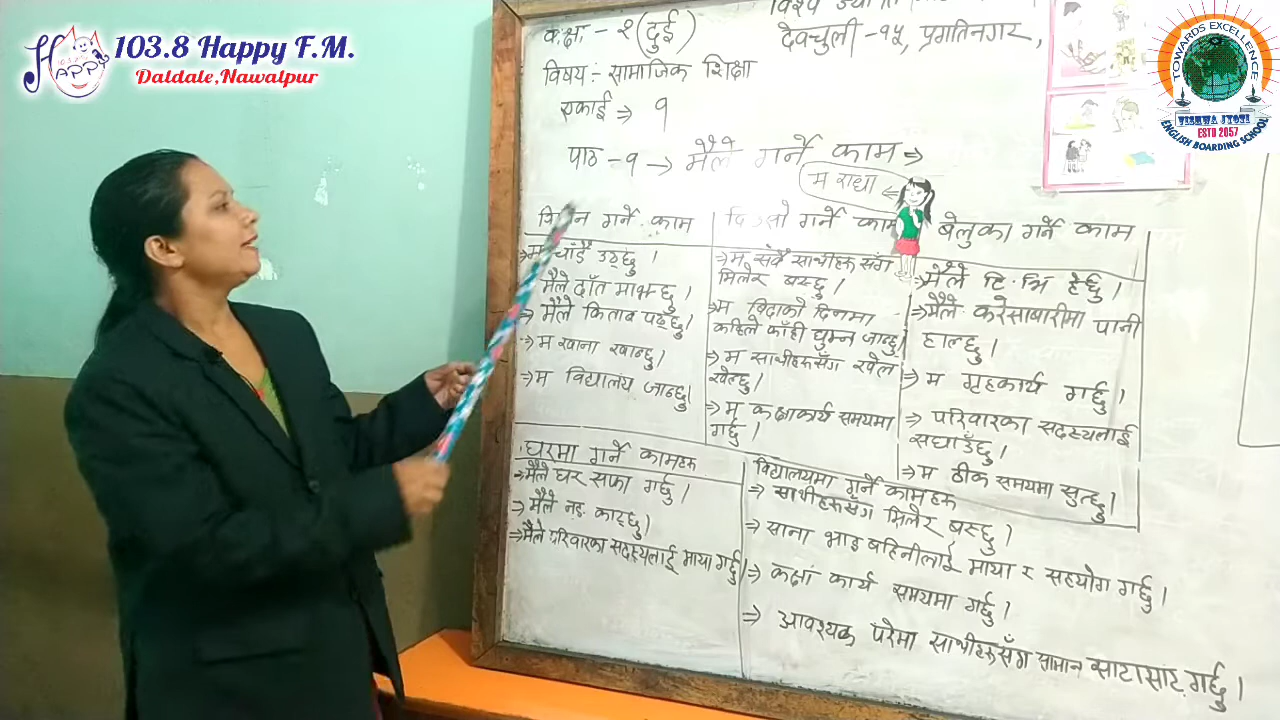 103.8 Happy F.M.
Daldale,Nawalpur
HAPPY
TOWARDS EXCELLENCE
VISHWA JYOTI
ESTD 2057
ENGLISH BOARDING SCHOOL
कक्षा - २ (दुई)
देवचुली -१५, प्रगतिनगर,
विषय:- सामाजिक शिक्षा
एकाई ⇒ १
पाठ -१ → मैले गर्ने काम ⇒
म राधा
गर्ने काम
गर्ने काम
बेलुका गर्ने काम
⇒ म चाँडै उठ्छु ।
मैले दाँत माझ्छु ।
⇒ मैले किताब पढ्छु ।
⇒ म खाना खान्छु ।
⇒ म विद्यालय जान्छु ।
⇒ म सबै साथीहरु सँग
मिलेर बस्छु ।
⇒ म बिदाको दिनमा
कहिले काँही घुम्न जान्छु ।
⇒ म साथीहरुसँग खेल
खेल्छु ।
⇒ म कक्षाकार्य समयमा
गर्छु ।
⇒ मैले टि.भि हेर्छु ।
⇒ मैले करेसाबारीमा पानी
हाल्छु ।
⇒ म गृहकार्य गर्छु ।
⇒ परिवारका सदस्यलाई
सघाउँछु ।
⇒ म ठीक समयमा सुत्छु ।
घरमा गर्ने कामहरु
⇒ मैले घर सफा गर्छु ।
⇒ मैले नङ काट्छु ।
⇒ मैले परिवारका सदस्यलाई माया गर्छु ।
विद्यालयमा गर्ने कामहरु
⇒ साथीहरुसँग मिलेर बस्छु ।
⇒ साना भाइ बहिनीलाई माया र सहयोग गर्छु ।
⇒ कक्षा कार्य समयमा गर्छु ।
⇒ आवश्यक परेमा साथीहरुसँग सामान साटासाट गर्छु ।